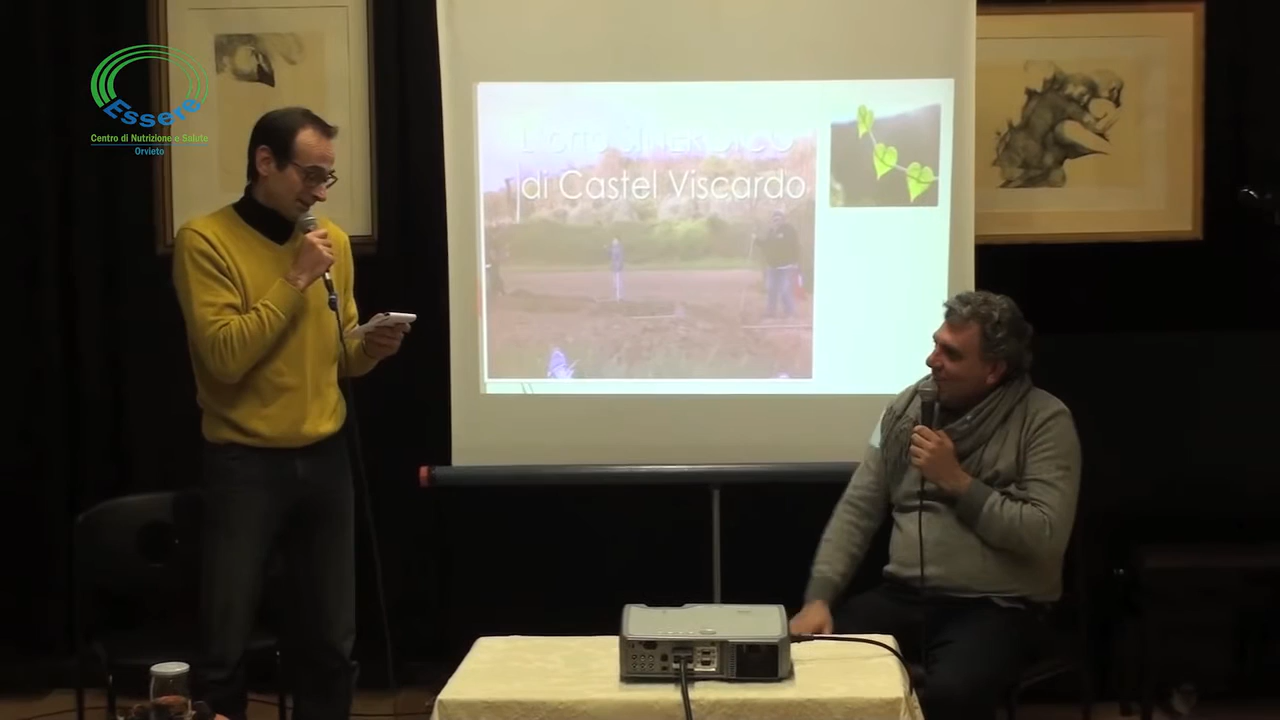 Essere
Centro di Nutrizione e Salute
Orvieto
di Castel Viscardo